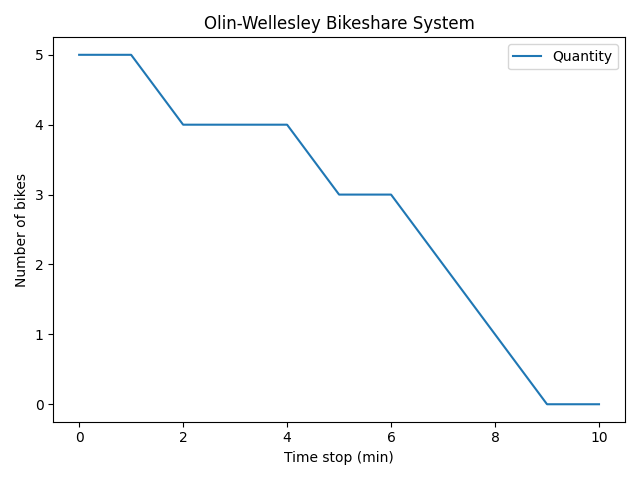 Olin-Wellesley Bikeshare System
Quantity
5
4
3
2
1
0
Number of bikes
0 2 4 6 8 10
Time stop (min)